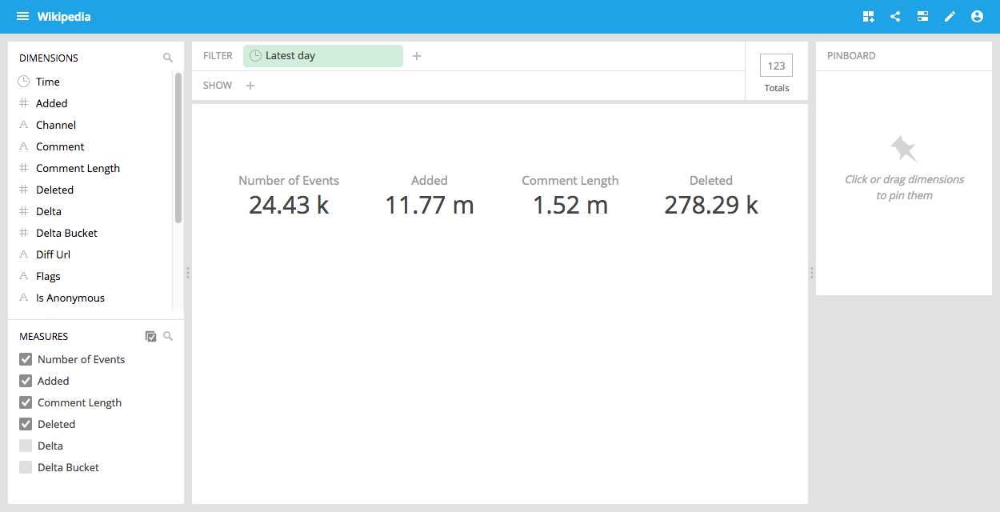 Wikipedia
DIMENSIONS
Time
Added
Channel
Comment
Comment Length
Deleted
Delta
Delta Bucket
Diff Url
Flags
Is Anonymous
MEASURES
Number of Events
Added
Comment Length
Deleted
Delta
Delta Bucket
FILTER Latest day
SHOW
123
Totals
Number of Events
24.43 k
Added
11.77 m
Comment Length
1.52 m
Deleted
278.29 k
PINBOARD
Click or drag dimensions
to pin them